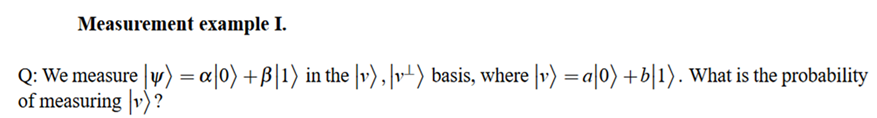 Measurement example I.
Q: We measure |ψ⟩ = α|0⟩ + β|1⟩ in the |v⟩, |v⊥⟩ basis, where |v⟩ = a|0⟩ + b|1⟩. What is the probability
of measuring |v⟩?